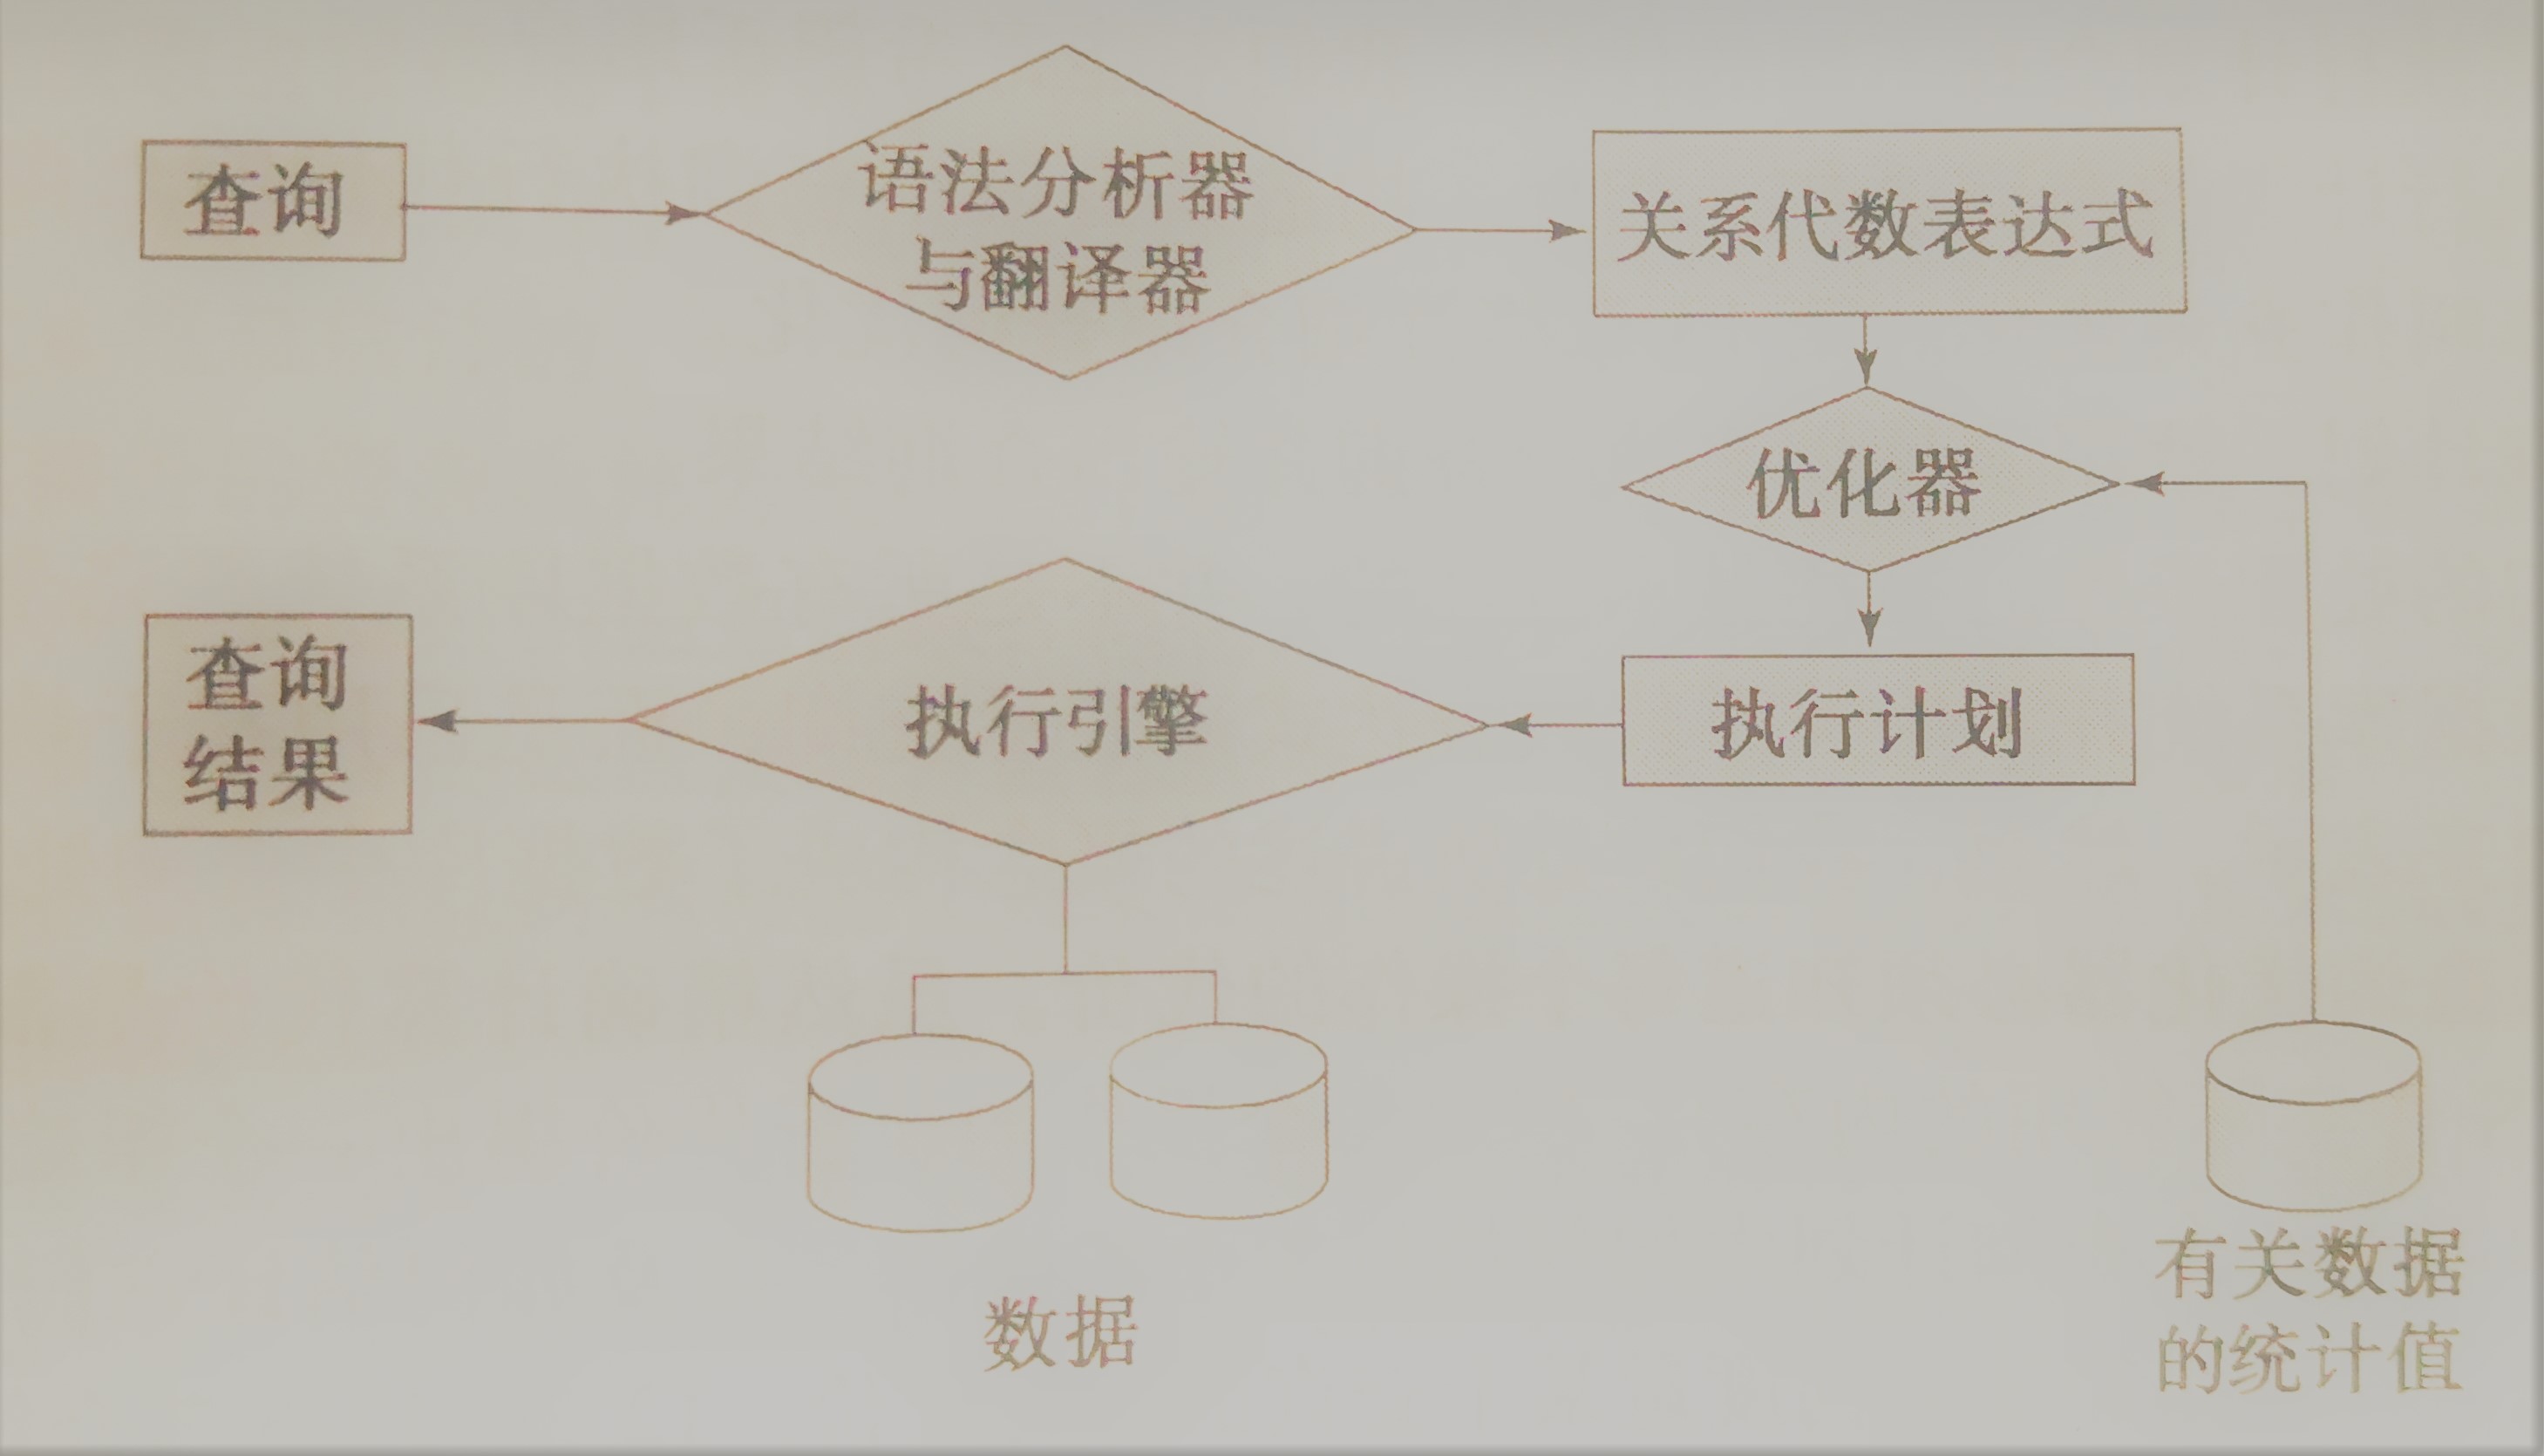 查询
语法分析器
与翻译器
关系代数表达式
优化器
查询
结果
执行引擎
执行计划
数据
有关数据
的统计值